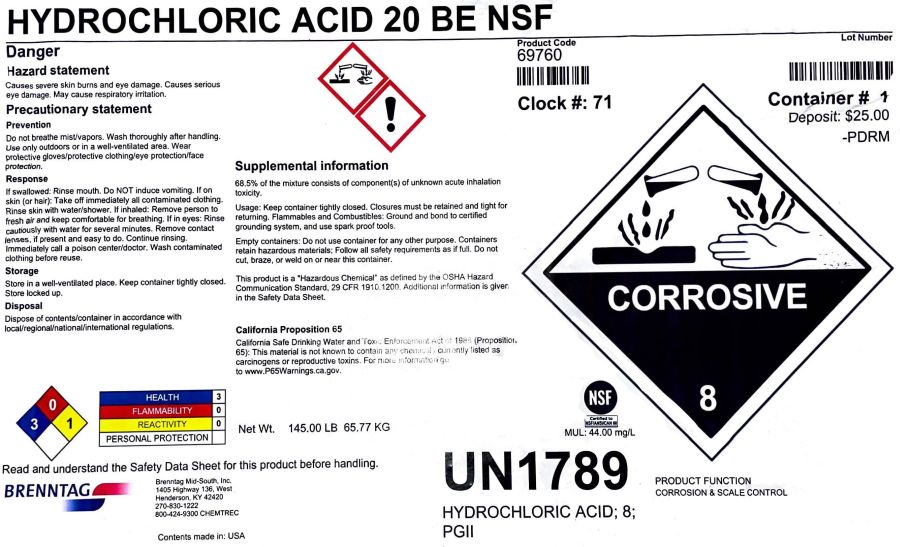 HYDROCHLORIC ACID 20 BE NSF
Danger
Hazard statement
Causes severe skin burns and eye damage. Causes serious
eye damage. May cause respiratory irritation.
Precautionary statement
Prevention
Do not breathe mist/vapors. Wash thoroughly after handling.
Use only outdoors or in a well-ventilated area. Wear
protective gloves/protective clothing/eye protection/face
protection.
Response
If swallowed: Rinse mouth. Do NOT induce vomiting. If on
skin (or hair): Take off immediately all contaminated clothing.
Rinse skin with water/shower. If inhaled: Remove person to
fresh air and keep comfortable for breathing. If in eyes: Rinse
cautiously with water for several minutes. Remove contact
lenses, if present and easy to do. Continue rinsing.
Immediately call a poison center/doctor. Wash contaminated
clothing before reuse.
Storage
Store in a well-ventilated place. Keep container tightly closed.
Store locked up.
Disposal
Dispose of contents/container in accordance with
local/regional/national/international regulations.
Supplemental information
68.5% of the mixture consists of component(s) of unknown acute inhalation
toxicity.
Usage: Keep container tightly closed. Closures must be retained and tight for
returning. Flammables and Combustibles: Ground and bond to certified
grounding system, and use spark proof tools.
Empty containers: Do not use container for any other purpose. Containers
retain hazardous materials; Follow all safety requirements as if full. Do not
cut, braze, or weld on or near this container.
This product is a "Hazardous Chemical" as defined by the OSHA Hazard
Communication Standard, 29 CFR 1910.1200. Additional information is given
in the Safety Data Sheet.
California Proposition 65
California Safe Drinking Water and Toxic Enforcement Act of 1986 (Proposition
65): This material is not known to contain any chemicals currently listed as
carcinogens or reproductive toxins. For more information go
to www.P65Warnings.ca.gov.
Product Code
69760
Clock #: 71
Lot Number
Container # 1
Deposit: $25.00
-PDRM
CORROSIVE
8
0
3 1
HEALTH 3
FLAMMABILITY 0
REACTIVITY 0
PERSONAL PROTECTION
Net Wt. 145.00 LB 65.77 KG
NSF
Certified to
NSF/ANSI/CAN 60
MUL: 44.00 mg/L
Read and understand the Safety Data Sheet for this product before handling.
BRENNTAG
Brenntag Mid-South, Inc.
1405 Highway 136, West
Henderson, KY 42420
270-830-1222
800-424-9300 CHEMTREC
Contents made in: USA
UN1789
HYDROCHLORIC ACID; 8;
PGII
PRODUCT FUNCTION
CORROSION & SCALE CONTROL